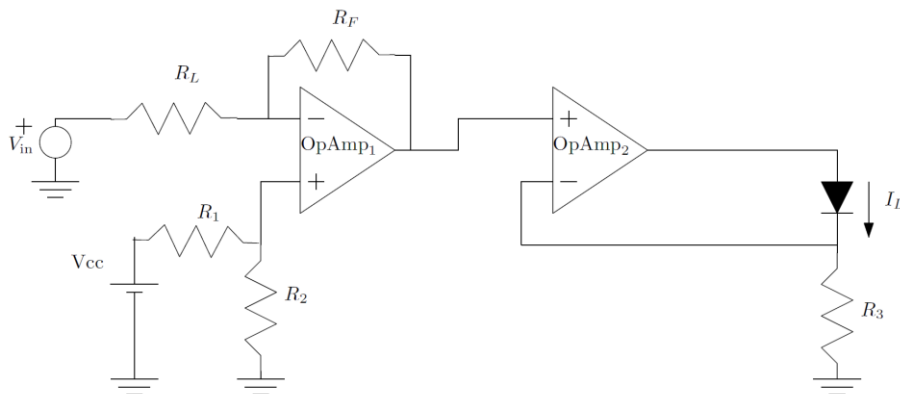 R_F
R_L
+
V_in
−
OpAmp_1
+
+
OpAmp_2
−
I_L
R_1
Vcc
R_2
R_3